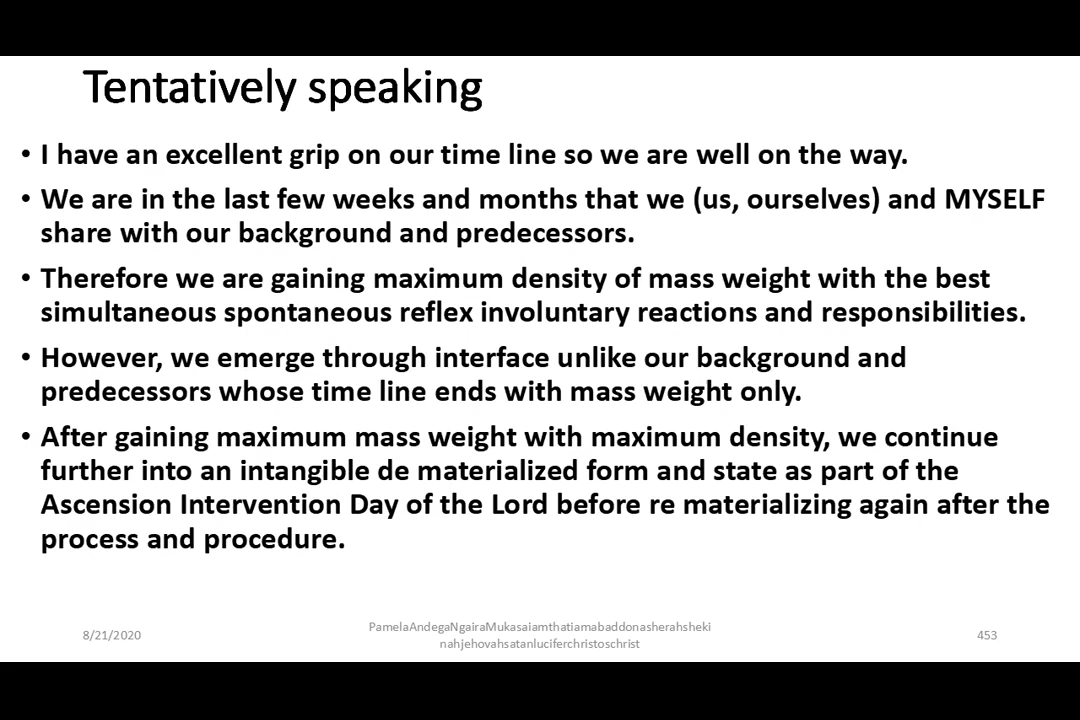 Tentatively speaking
• I have an excellent grip on our time line so we are well on the way.
• We are in the last few weeks and months that we (us, ourselves) and MYSELF
share with our background and predecessors.
• Therefore we are gaining maximum density of mass weight with the best
simultaneous spontaneous reflex involuntary reactions and responsibilities.
• However, we emerge through interface unlike our background and
predecessors whose time line ends with mass weight only.
• After gaining maximum mass weight with maximum density, we continue
further into an intangible de materialized form and state as part of the
Ascension Intervention Day of the Lord before re materializing again after the
process and procedure.
8/21/2020
PamelaAndegaNgairaMukasaiamthatiamabaddonasherahsheki
nahjehovahsatanluciferchristoschrist
453